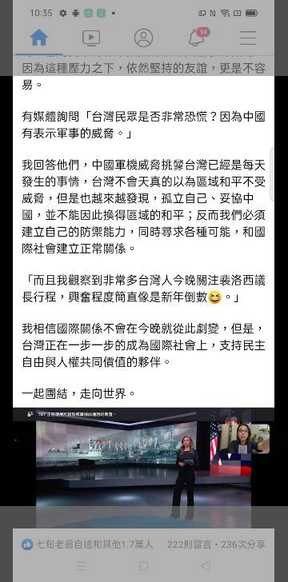 10:35
因為這種壓力之下，依然堅持的友誼，更是不容
易。
有媒體詢問「台灣民眾是否非常恐慌？因為中國
有表示軍事的威脅。」
我回答他們，中國軍機威脅挑釁台灣已經是每天
發生的事情，台灣不會天真的以為區域和平不受
威脅，但是也越來越發現，孤立自己、妥協中
國，並不能因此換得區域的和平；反而我們必須
建立自己的防禦能力，同時尋求各種可能，和國
際社會建立正常關係。
「而且我觀察到非常多台灣人今晚關注裴洛西議
長行程，興奮程度簡直像是新年倒數😆。」
我相信國際關係不會在今晚就從此劇變，但是，
台灣正在一步一步的成為國際社會上，支持民主
自由與人權共同價值的夥伴。
一起團結，走向世界。
和其他1.7萬人 222則留言・236次分享